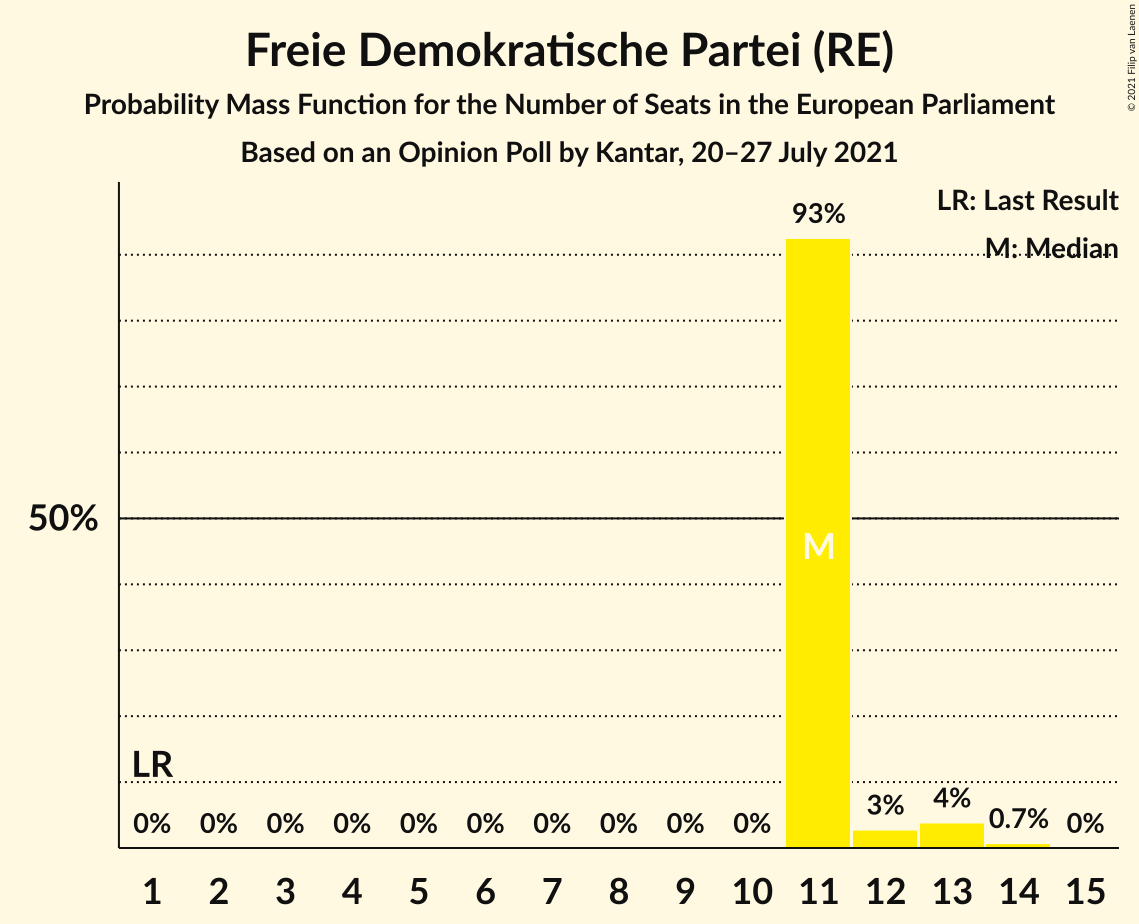 Freie Demokratische Partei (RE)
Probability Mass Function for the Number of Seats in the European Parliament
Based on an Opinion Poll by Kantar, 20–27 July 2021
© 2021 Filip van Laenen
LR: Last Result
M: Median
93%
50%
M
LR
0% 0% 0% 0% 0% 0% 0% 0% 0% 0% 3% 4% 0.7% 0%
1 2 3 4 5 6 7 8 9 10 11 12 13 14 15